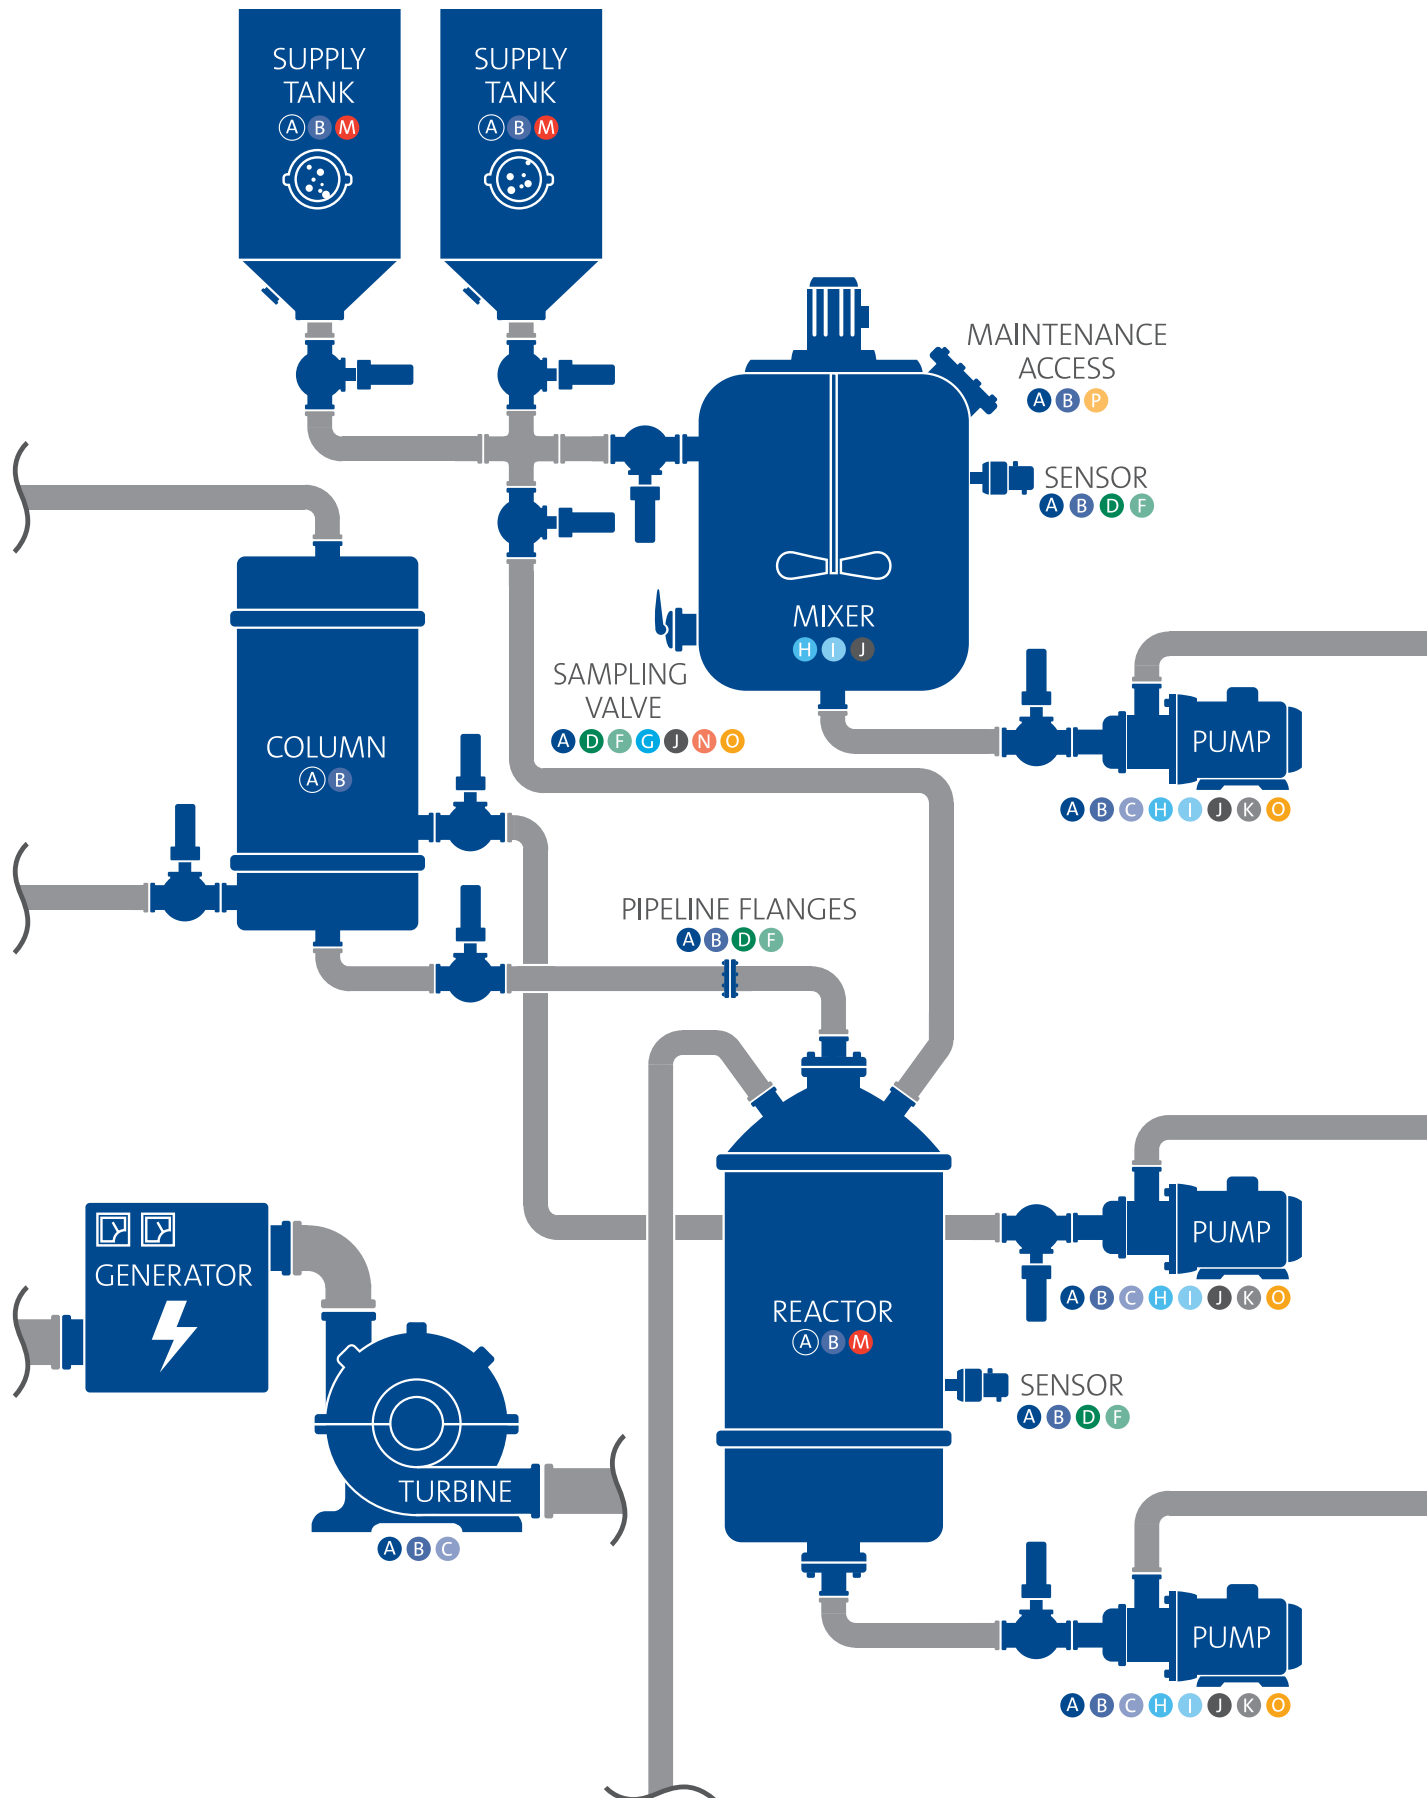 SUPPLY
TANK
A B M
SUPPLY
TANK
A B M
MAINTENANCE
ACCESS
A B P
SENSOR
A B D F
MIXER
H I J
SAMPLING
VALVE
A D F G J N O
PUMP
A B C H I J K O
COLUMN
A B
PIPELINE FLANGES
A B D F
PUMP
A B C H I J K O
GENERATOR
REACTOR
A B M
SENSOR
A B D F
TURBINE
A B C
PUMP
A B C H I J K O